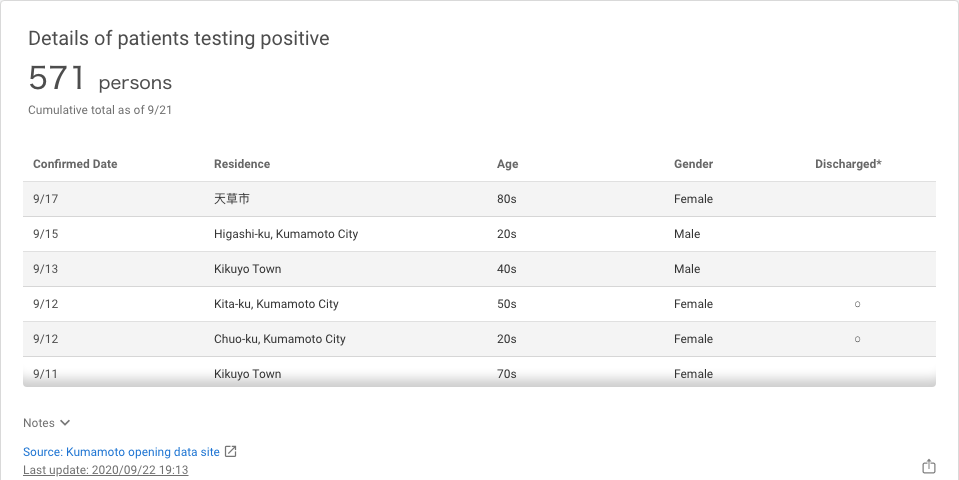 Details of patients testing positive
571 persons
Cumulative total as of 9/21
Confirmed Date Residence Age Gender Discharged*
9/17 天草市 80s Female
9/15 Higashi-ku, Kumamoto City 20s Male
9/13 Kikuyo Town 40s Male
9/12 Kita-ku, Kumamoto City 50s Female ○
9/12 Chuo-ku, Kumamoto City 20s Female ○
9/11 Kikuyo Town 70s Female
Notes
Source: Kumamoto opening data site
Last update: 2020/09/22 19:13